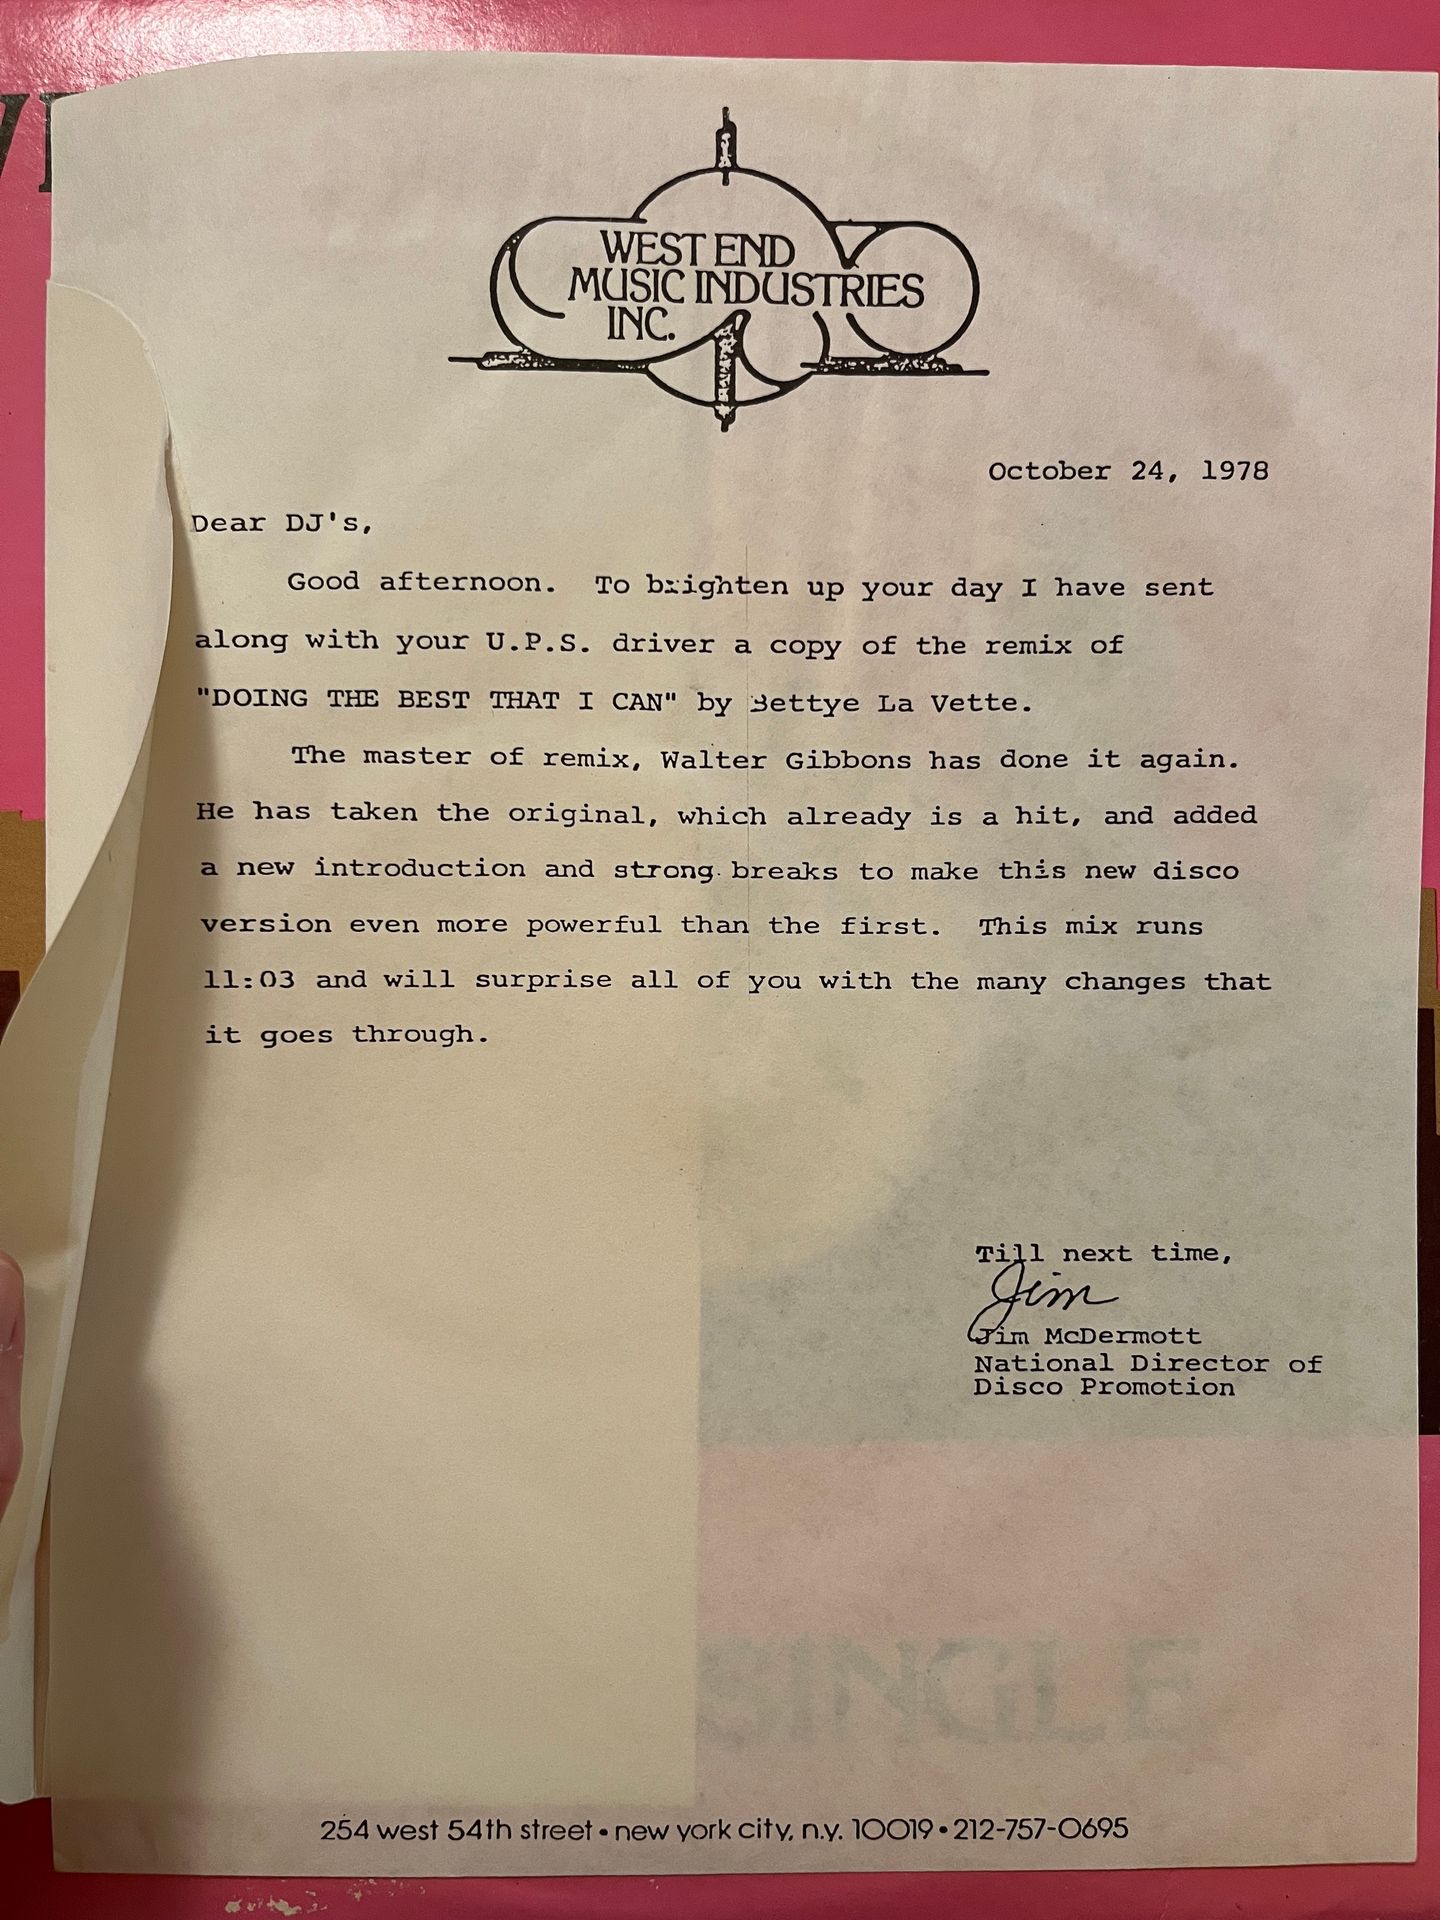 WEST END
MUSIC INDUSTRIES
INC.
October 24, 1978
Dear DJ's,
Good afternoon. To brighten up your day I have sent
along with your U.P.S. driver a copy of the remix of
"DOING THE BEST THAT I CAN" by Bettye La Vette.
The master of remix, Walter Gibbons has done it again.
He has taken the original, which already is a hit, and added
a new introduction and strong breaks to make this new disco
version even more powerful than the first. This mix runs
11:03 and will surprise all of you with the many changes that
it goes through.
Till next time,
Jim
Jim McDermott
National Director of
Disco Promotion
SINGLE
254 west 54th street • new york city, n.y. 10019 • 212-757-0695